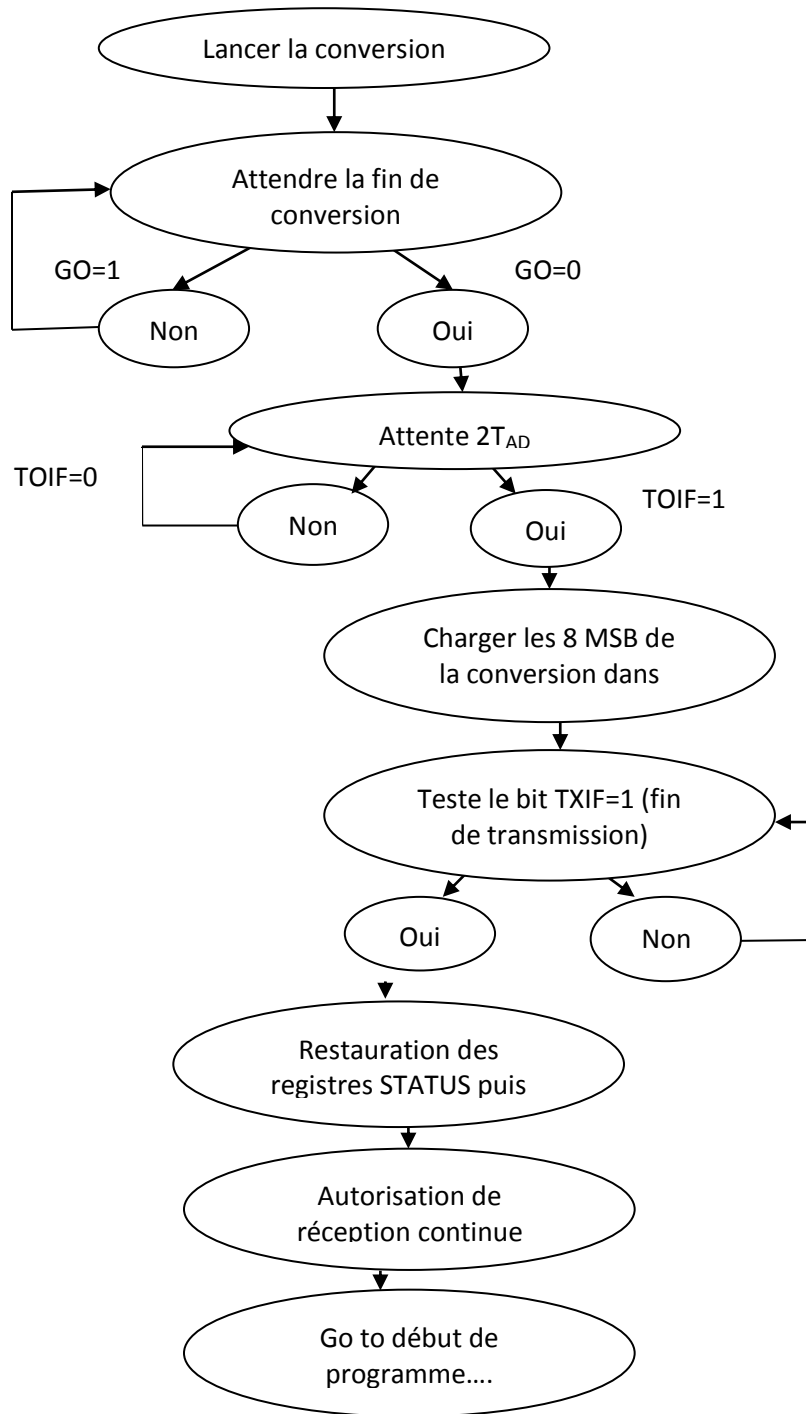 Lancer la conversion
Attendre la fin de
conversion
GO=1
GO=0
Non
Oui
Attente 2TAD
TOIF=0
TOIF=1
Non
Oui
Charger les 8 MSB de
la conversion dans
Teste le bit TXIF=1 (fin
de transmission)
Oui
Non
Restauration des
registres STATUS puis
Autorisation de
réception continue
Go to début de
programme....